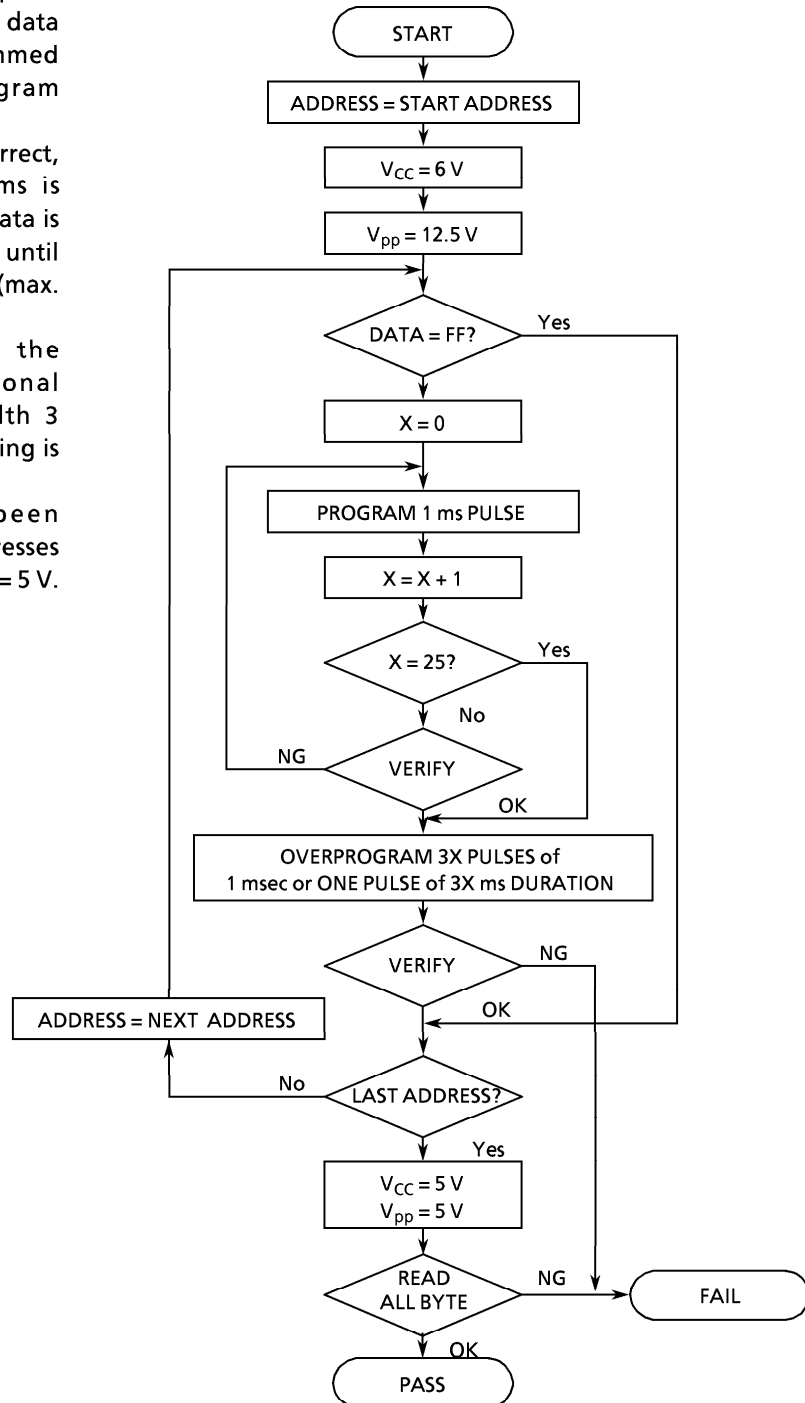 data
mmed
gram
rrect,
ms is
ata is
until
(max.
the
onal
lth 3
ing is
been
esses
= 5 V.
START
ADDRESS = START ADDRESS
VCC = 6 V
Vpp = 12.5 V
DATA = FF?
Yes
X = 0
PROGRAM 1 ms PULSE
X = X + 1
X = 25?
Yes
No
VERIFY
NG
OK
OVERPROGRAM 3X PULSES of
1 msec or ONE PULSE of 3X ms DURATION
VERIFY
NG
OK
ADDRESS = NEXT ADDRESS
LAST ADDRESS?
No
Yes
VCC = 5 V
Vpp = 5 V
READ
ALL BYTE
NG
FAIL
OK
PASS